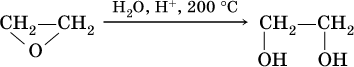 H₂O, H⁺, 200 °C
CH₂—CH₂ CH₂—CH₂
O
OH OH